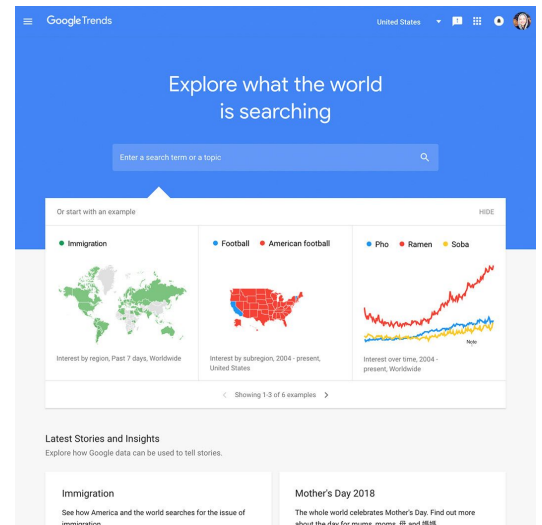 Google Trends
United States
Explore what the world
is searching
Enter a search term or a topic
Or start with an example
HIDE
Immigration
Football
American football
Pho
Ramen
Soba
Note
Interest by region, Past 7 days, Worldwide
Interest by subregion, 2004 - present,
United States
Interest over time, 2004 -
present, Worldwide
Showing 1-3 of 6 examples
Latest Stories and Insights
Explore how Google data can be used to tell stories.
Immigration
See how America and the world searches for the issue of
immigration
Mother's Day 2018
The whole world celebrates Mother's Day. Find out more
about the day for mums, moms, 母 and 媽媽